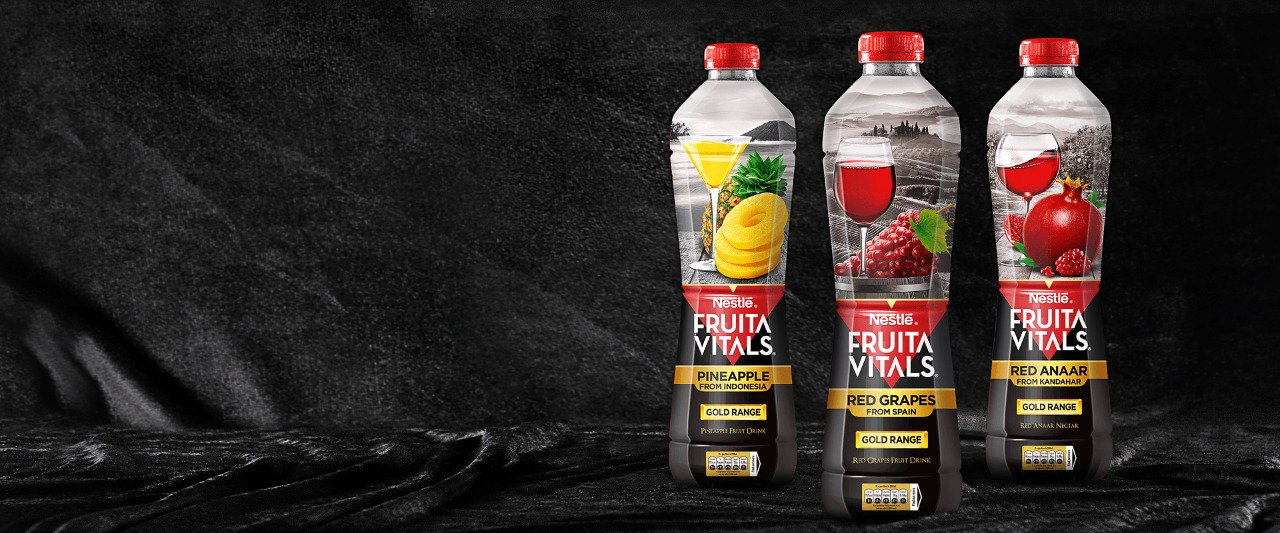 Nestlé®
FRUITA
VITALS®
PINEAPPLE
FROM INDONESIA
GOLD RANGE
PINEAPPLE FRUIT DRINK
Nestlé®
FRUITA
VITALS®
RED GRAPES
FROM SPAIN
GOLD RANGE
RED GRAPES FRUIT DRINK
Nestlé®
FRUITA
VITALS®
RED ANAAR
FROM KANDAHAR
GOLD RANGE
RED ANAAR NECTAR